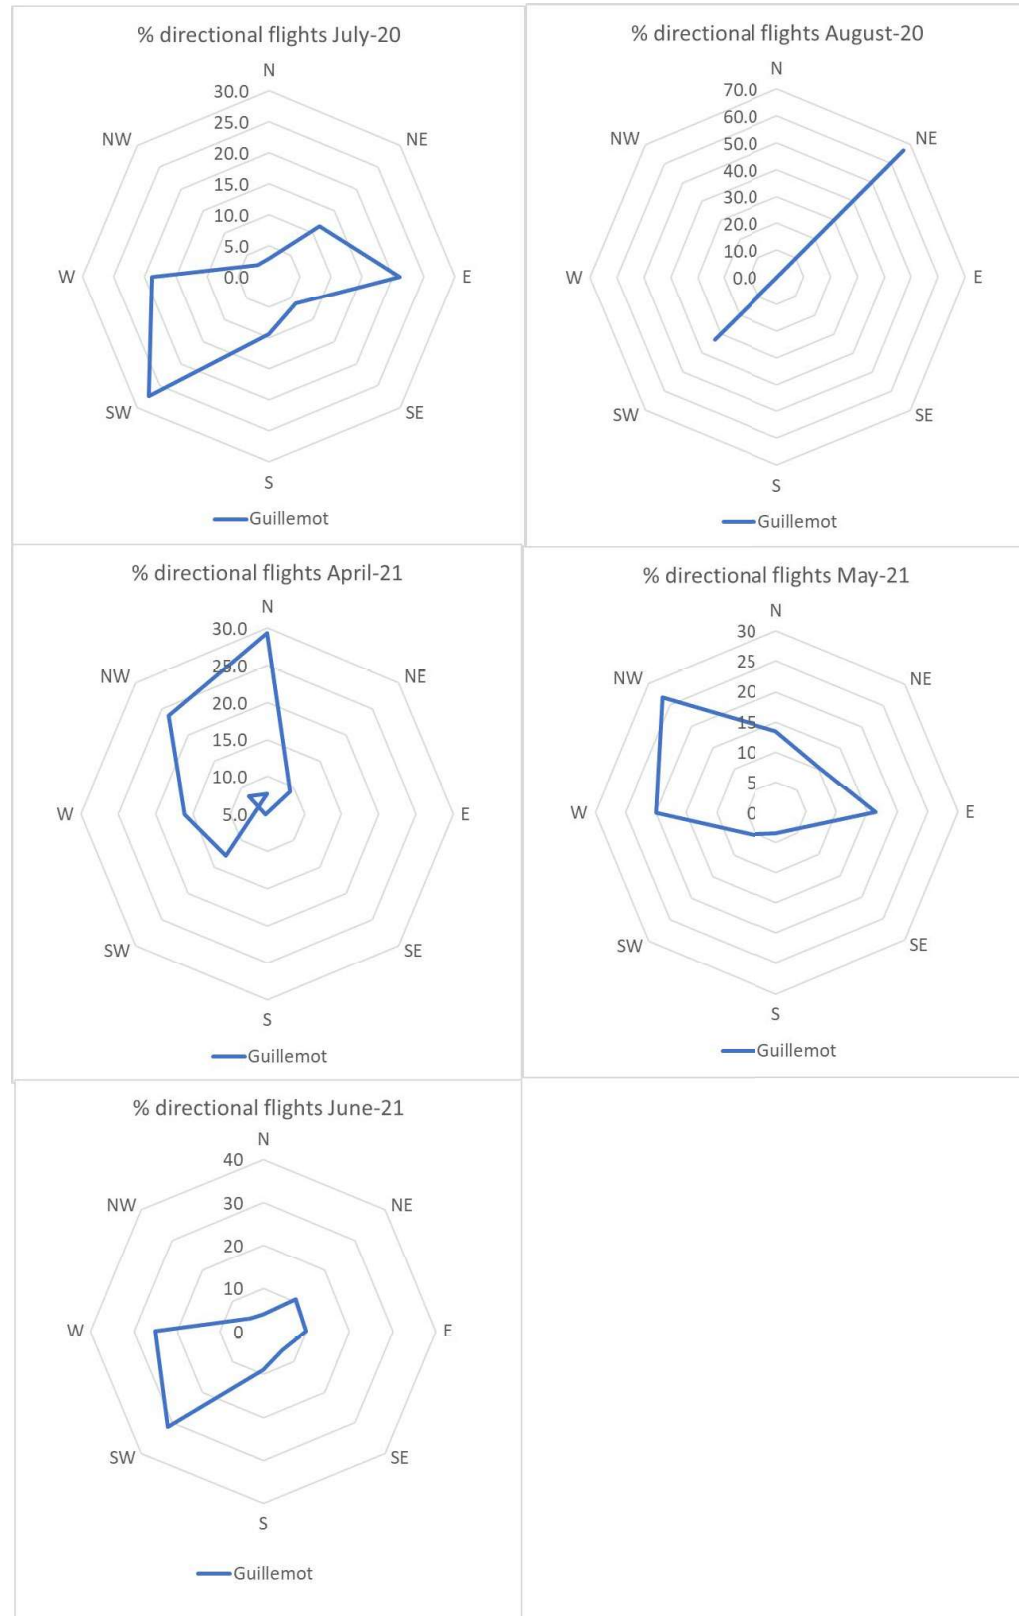 % directional flights July-20
N
30.0
25.0
NW
NE
20.0
15.0
10.0
5.0
W
0.0
E
SW
SE
S
Guillemot
% directional flights August-20
N
70.0
60.0
NW
NE
50.0
40.0
30.0
20.0
10.0
W
0.0
E
SW
SE
S
Guillemot
% directional flights April-21
N
30.0
25.0
NW
NE
20.0
15.0
10.0
W
5.0
E
SW
SE
S
Guillemot
% directional flights May-21
N
30
25
NW
NE
20
15
10
5
W
0
E
SW
SE
S
Guillemot
% directional flights June-21
N
40
NW
NE
30
20
10
W
0
F
SW
SE
S
Guillemot